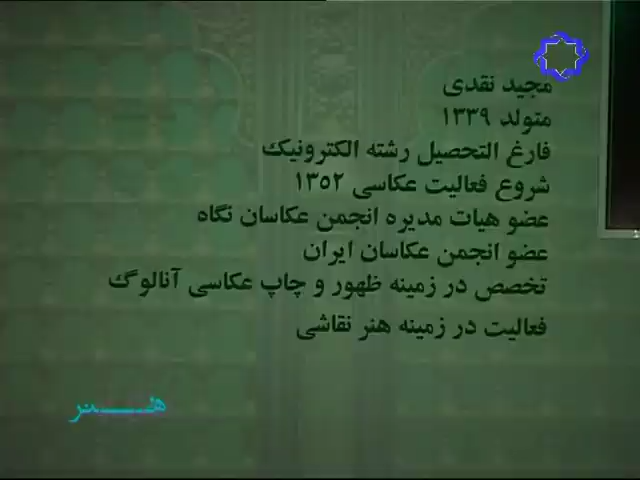 مجید نقدی
متولد ۱۳۳۹
فارغ التحصیل رشته الکترونیک
شروع فعالیت عکاسی ۱۳۵۲
عضو هیات مدیره انجمن عکاسان نگاه
عضو انجمن عکاسان ایران
تخصص در زمینه ظهور و چاپ عکاسی آنالوگ
فعالیت در زمینه هنر نقاشی
هنر